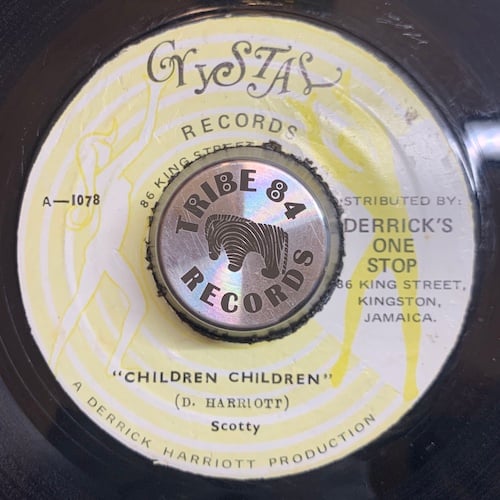 CRYSTAL
RECORDS
86 KING STREET
A—1078
STRIBUTED BY:
DERRICK'S
ONE
STOP
86 KING STREET,
KINGSTON,
JAMAICA.
TRIBE 84
RECORDS
"CHILDREN CHILDREN"
(D. HARRIOTT)
Scotty
A DERRICK HARRIOTT PRODUCTION